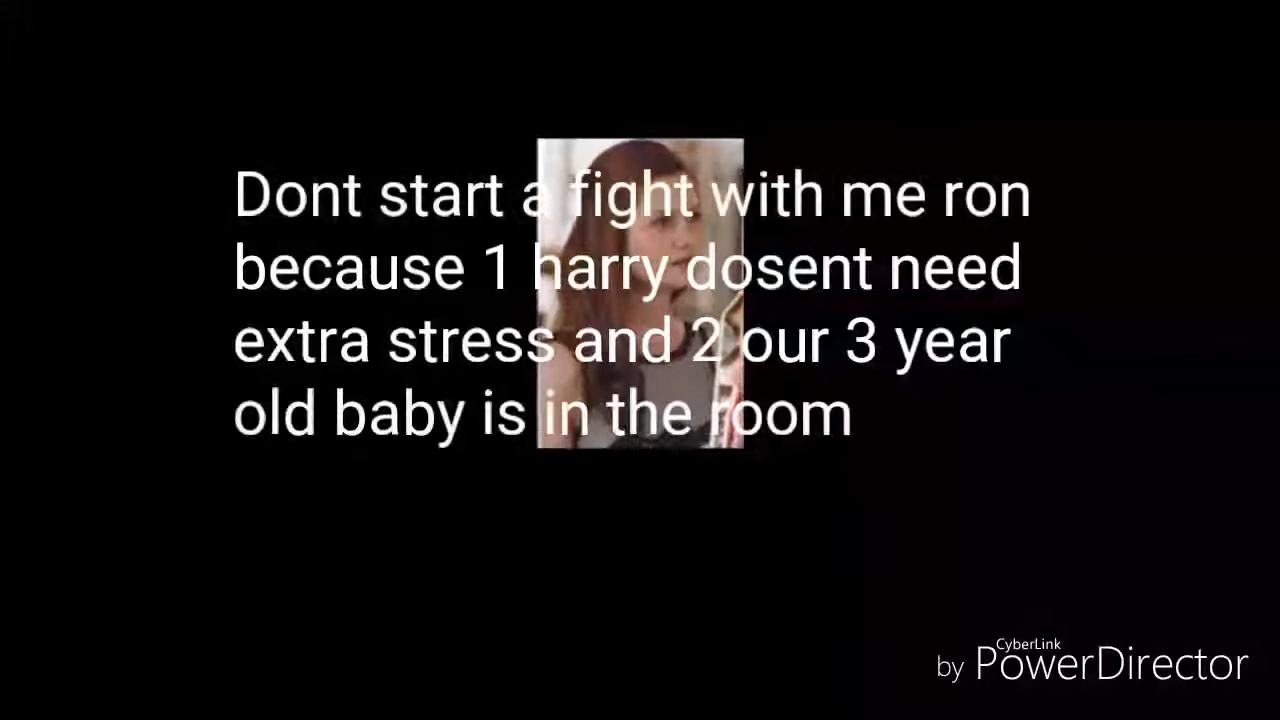 Dont start a fight with me ron
because 1 harry dosent need
extra stress and 2 our 3 year
old baby is in the room
CyberLink
by PowerDirector